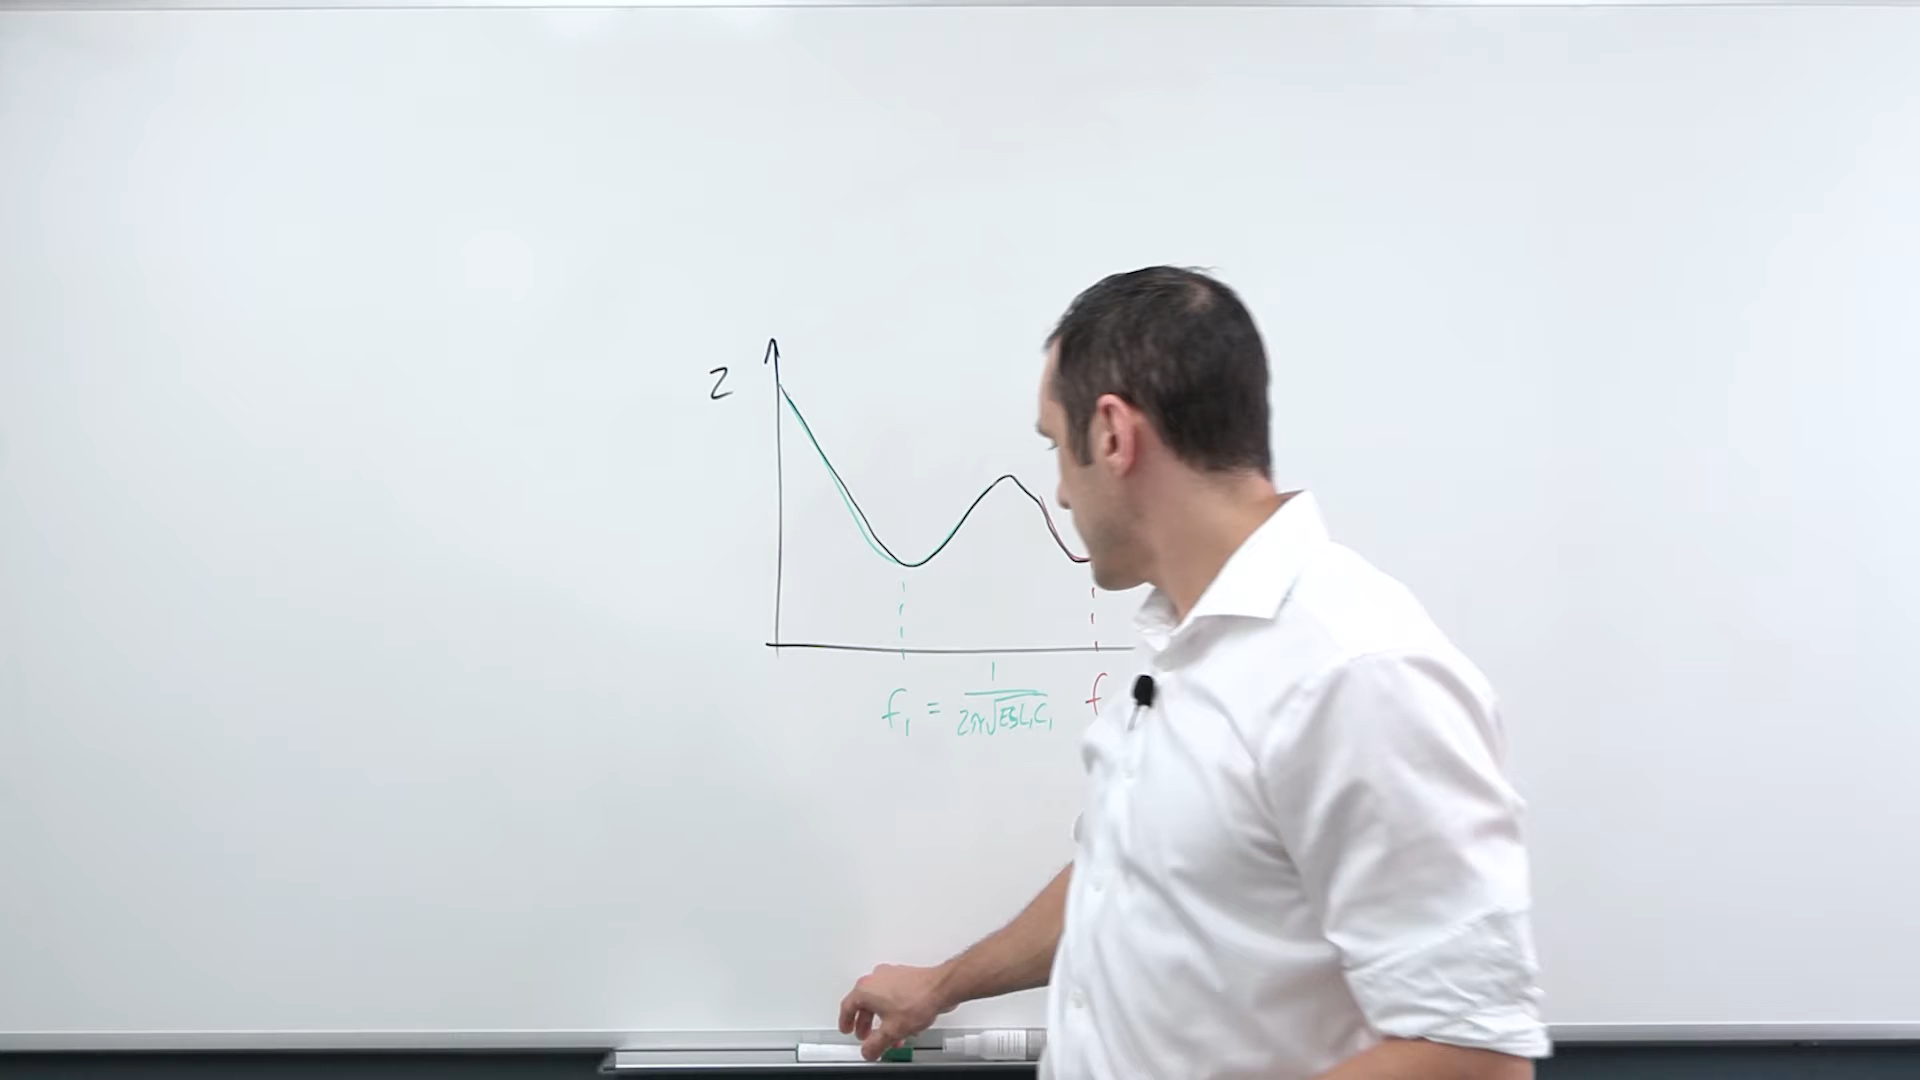 Z
f₁ = 1 / 2π√ESL₁C₁
f